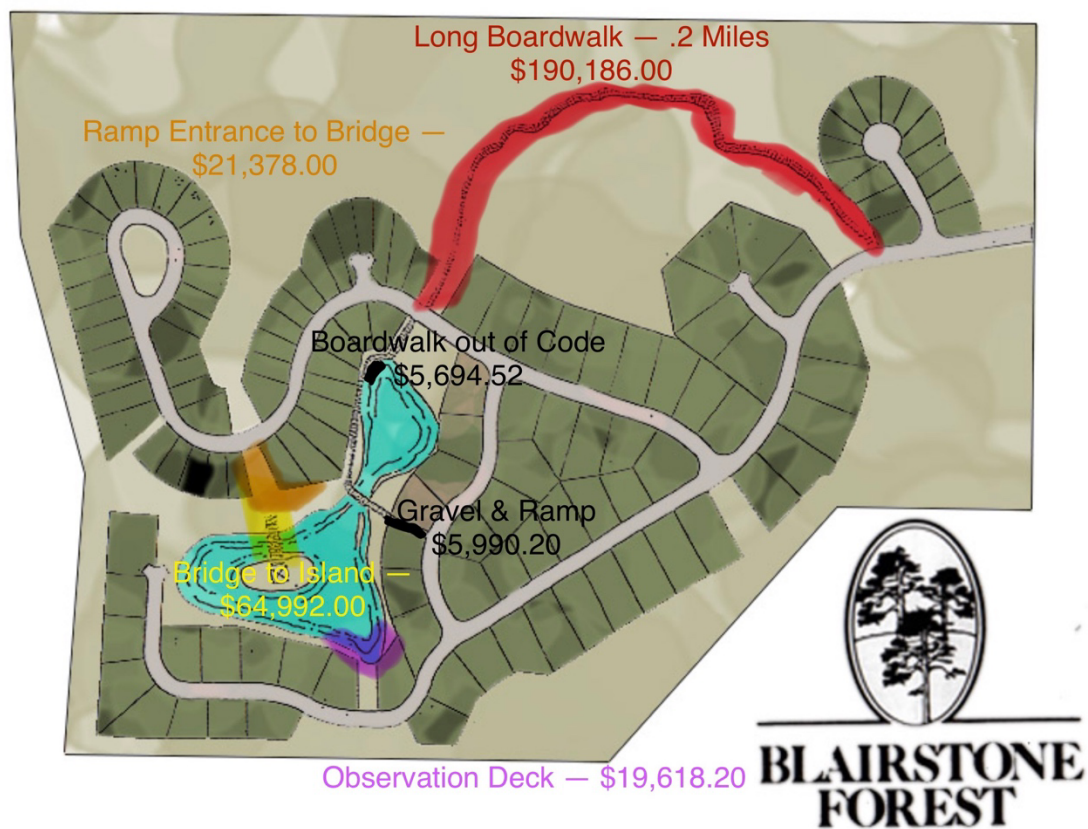 Long Boardwalk — .2 Miles
$190,186.00
Ramp Entrance to Bridge —
$21,378.00
Boardwalk out of Code
$5,694.52
Gravel & Ramp
$5,990.20
Bridge to Island —
$64,992.00
Observation Deck — $19,618.20
BLAIRSTONE
FOREST